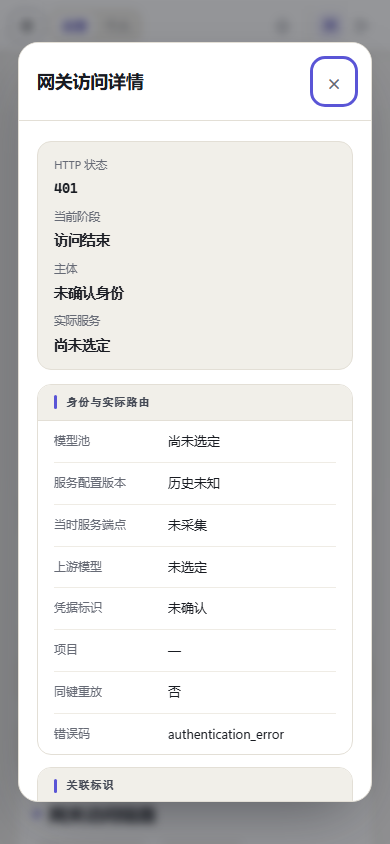 网关访问详情
×
HTTP 状态
401
当前阶段
访问结束
主体
未确认身份
实际服务
尚未选定
身份与实际路由
模型池 尚未选定
服务配置版本 历史未知
当时服务端点 未采集
上游模型 未选定
凭据标识 未确认
项目 —
同键重放 否
错误码 authentication_error
关联标识